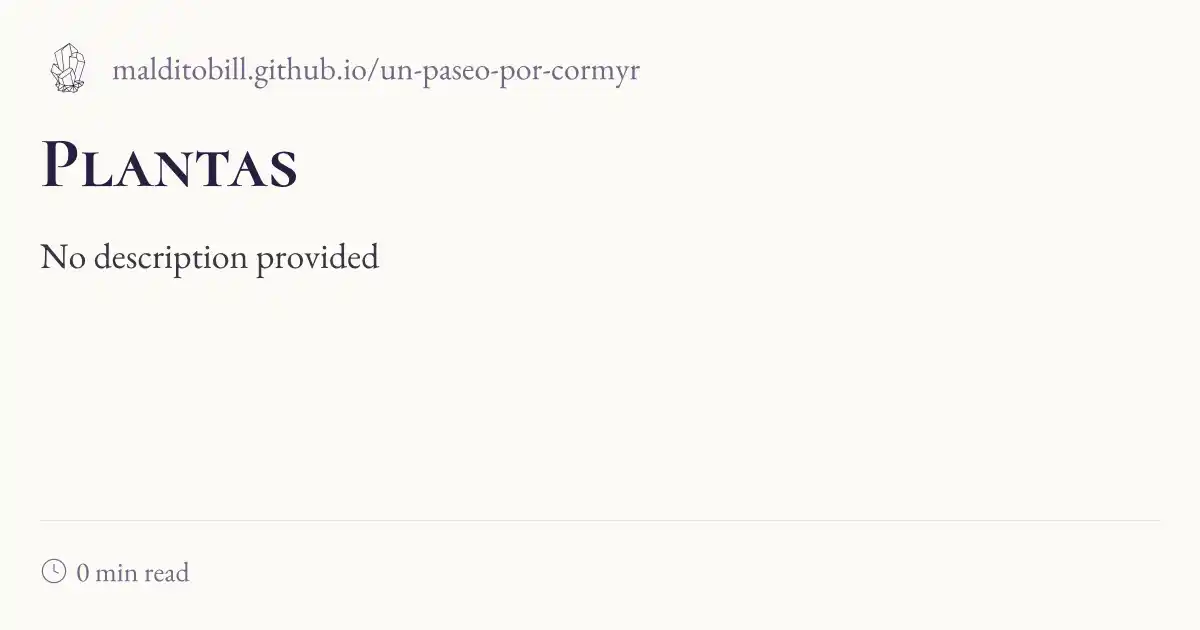 malditobill.github.io/un-paseo-por-cormyr
Plantas
No description provided
0 min read